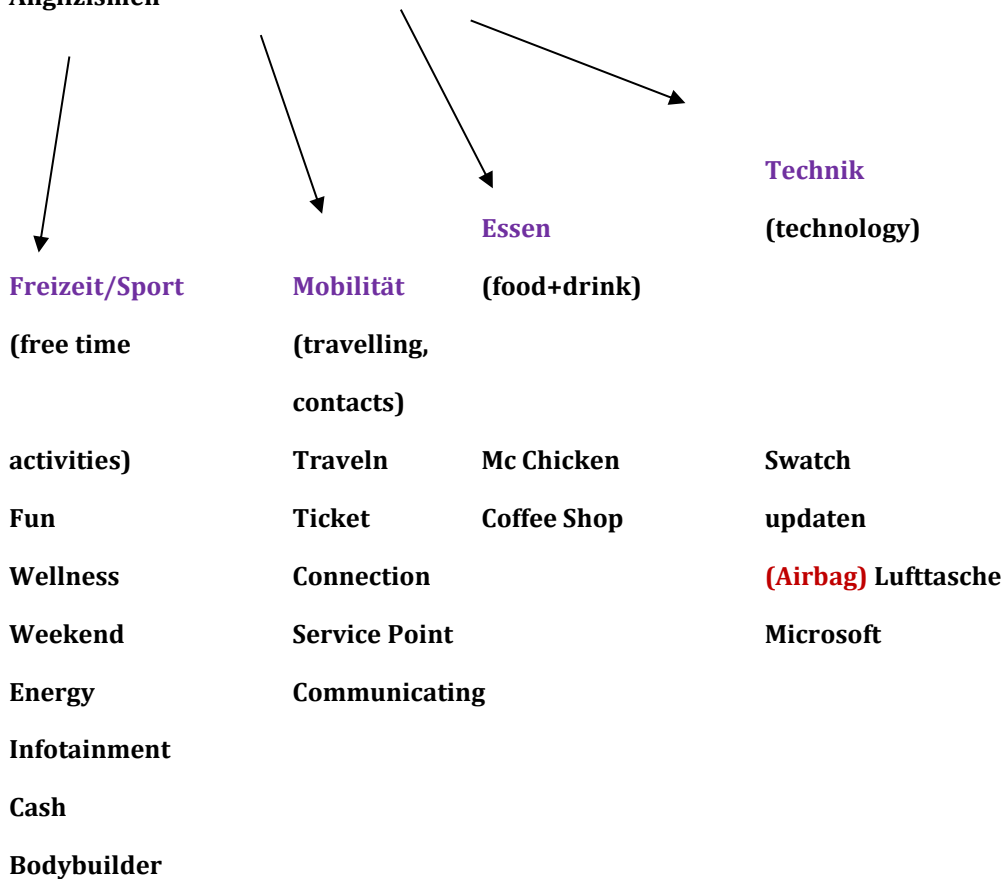 Anglizismen
Technik
Essen (technology)
Freizeit/Sport Mobilität (food+drink)
(free time (travelling,
contacts)
activities) Traveln Mc Chicken Swatch
Fun Ticket Coffee Shop updaten
Wellness Connection (Airbag) Lufttasche
Weekend Service Point Microsoft
Energy Communicating
Infotainment
Cash
Bodybuilder